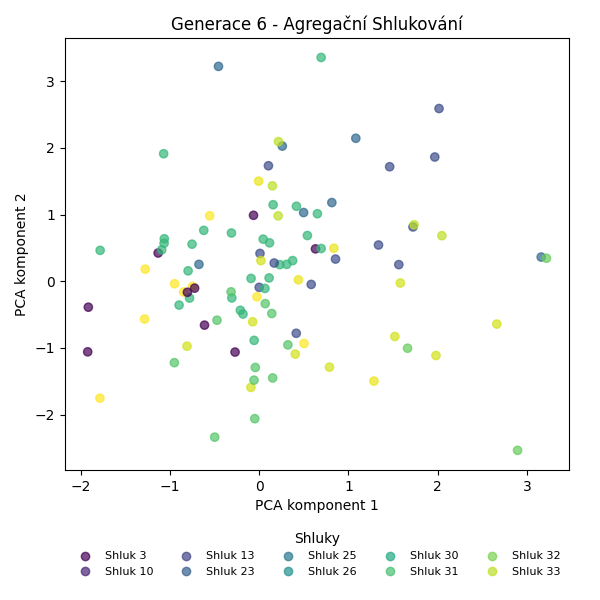 Generace 6 - Agregační Shlukování
PCA komponent 2
3
2
1
0
−1
−2
−2 −1 0 1 2 3
PCA komponent 1
Shluky
Shluk 3 Shluk 13 Shluk 25 Shluk 30 Shluk 32
Shluk 10 Shluk 23 Shluk 26 Shluk 31 Shluk 33